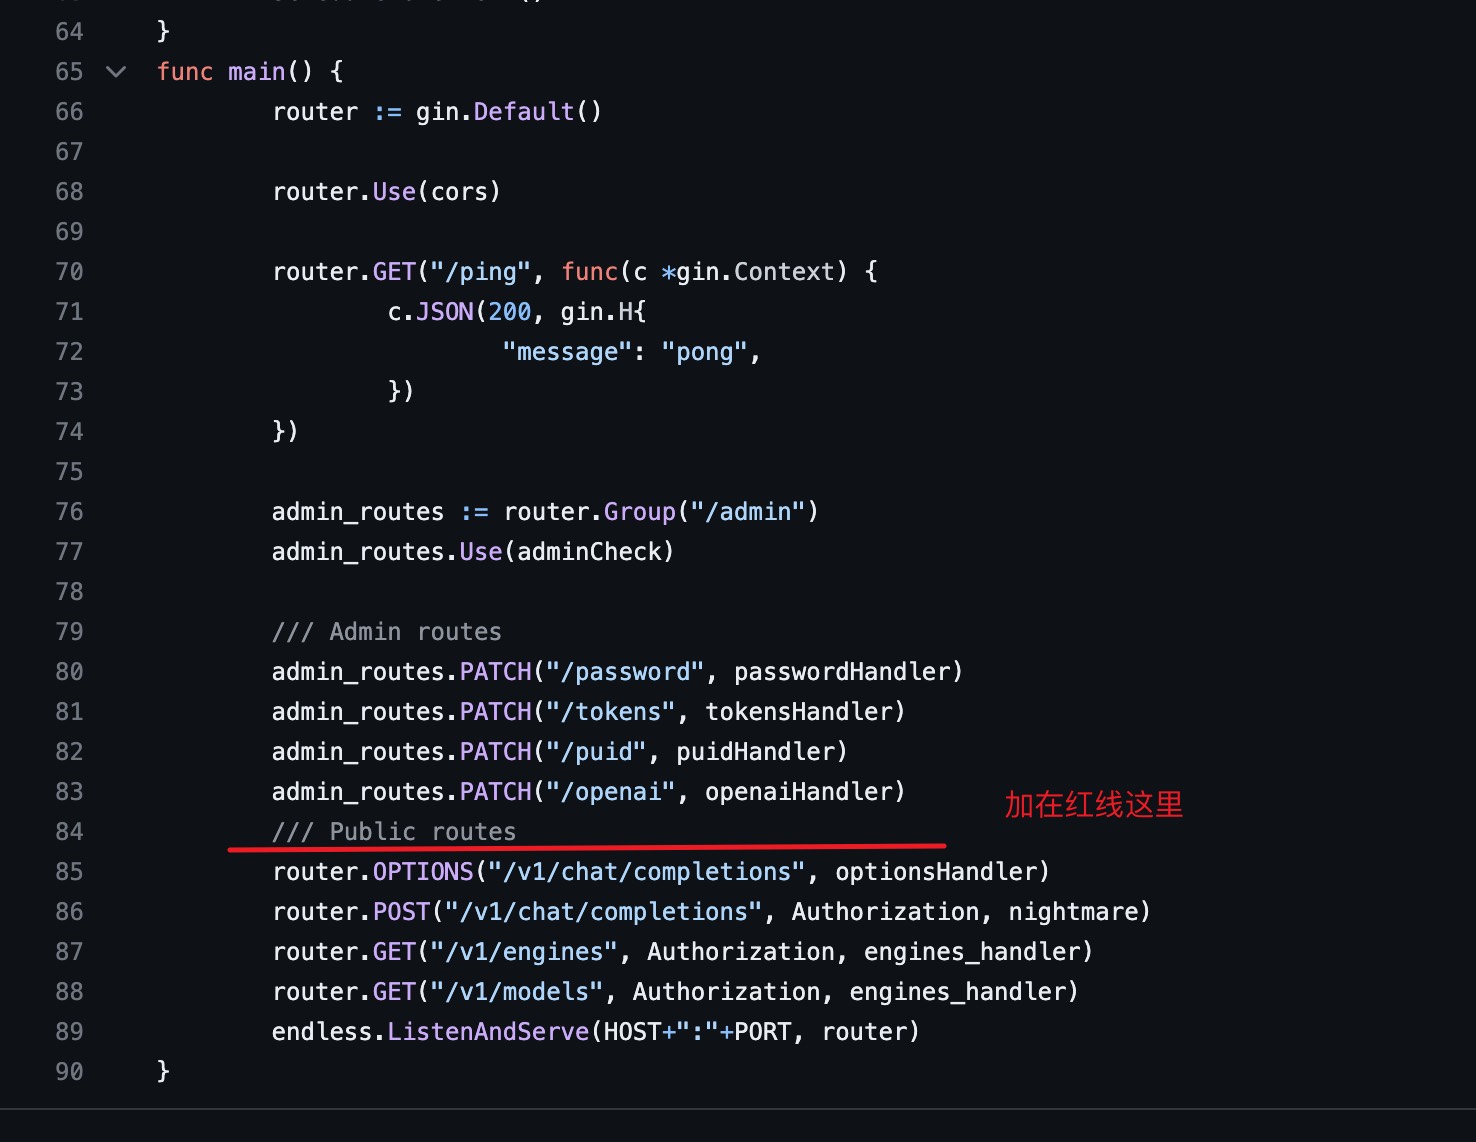 64 }
65 func main() {
66 router := gin.Default()
67
68 router.Use(cors)
69
70 router.GET("/ping", func(c *gin.Context) {
71 c.JSON(200, gin.H{
72 "message": "pong",
73 })
74 })
75
76 admin_routes := router.Group("/admin")
77 admin_routes.Use(adminCheck)
78
79 /// Admin routes
80 admin_routes.PATCH("/password", passwordHandler)
81 admin_routes.PATCH("/tokens", tokensHandler)
82 admin_routes.PATCH("/puid", puidHandler)
83 admin_routes.PATCH("/openai", openaiHandler)
加在红线这里
84 /// Public routes
85 router.OPTIONS("/v1/chat/completions", optionsHandler)
86 router.POST("/v1/chat/completions", Authorization, nightmare)
87 router.GET("/v1/engines", Authorization, engines_handler)
88 router.GET("/v1/models", Authorization, engines_handler)
89 endless.ListenAndServe(HOST+":"+PORT, router)
90 }